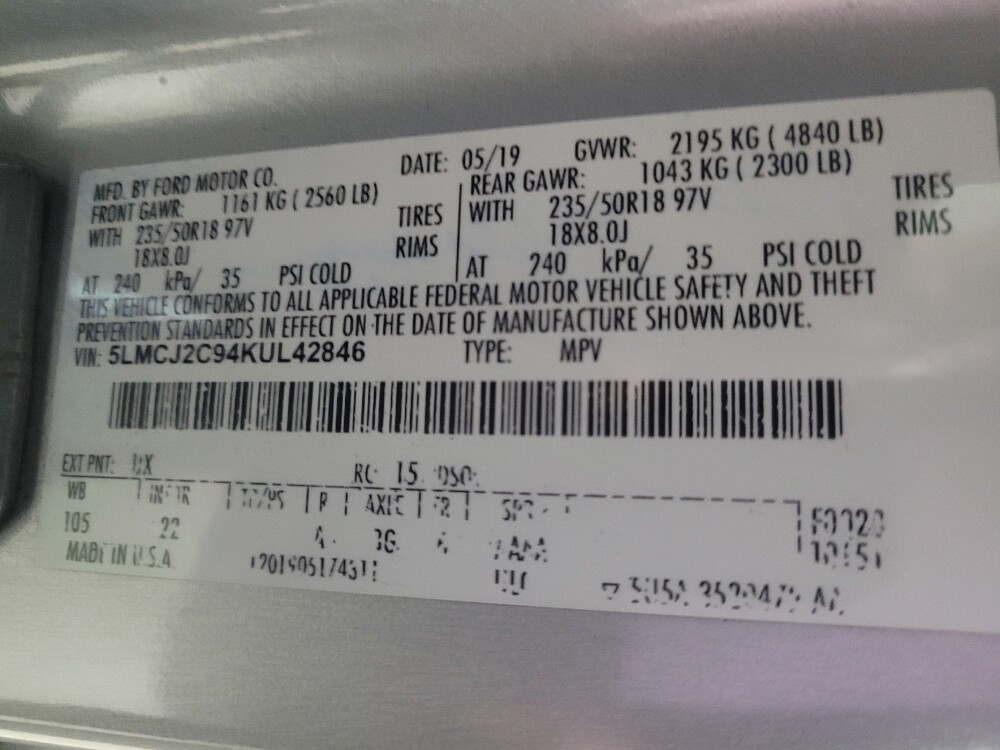 MFD. BY FORD MOTOR CO. DATE: 05/19 GVWR: 2195 KG ( 4840 LB)
FRONT GAWR: 1161 KG ( 2560 LB) REAR GAWR: 1043 KG ( 2300 LB)
WITH 235/50R18 97V TIRES WITH 235/50R18 97V TIRES
18X8.0J RIMS 18X8.0J RIMS
AT 240 kPa/ 35 PSI COLD AT 240 kPa/ 35 PSI COLD
THIS VEHICLE CONFORMS TO ALL APPLICABLE FEDERAL MOTOR VEHICLE SAFETY AND THEFT
PREVENTION STANDARDS IN EFFECT ON THE DATE OF MANUFACTURE SHOWN ABOVE.
VIN: 5LMCJ2C94KUL42846 TYPE: MPV
EXT PNT: RC: 15 DSO:
WB AXLE
105 22
MADE IN U.S.A.